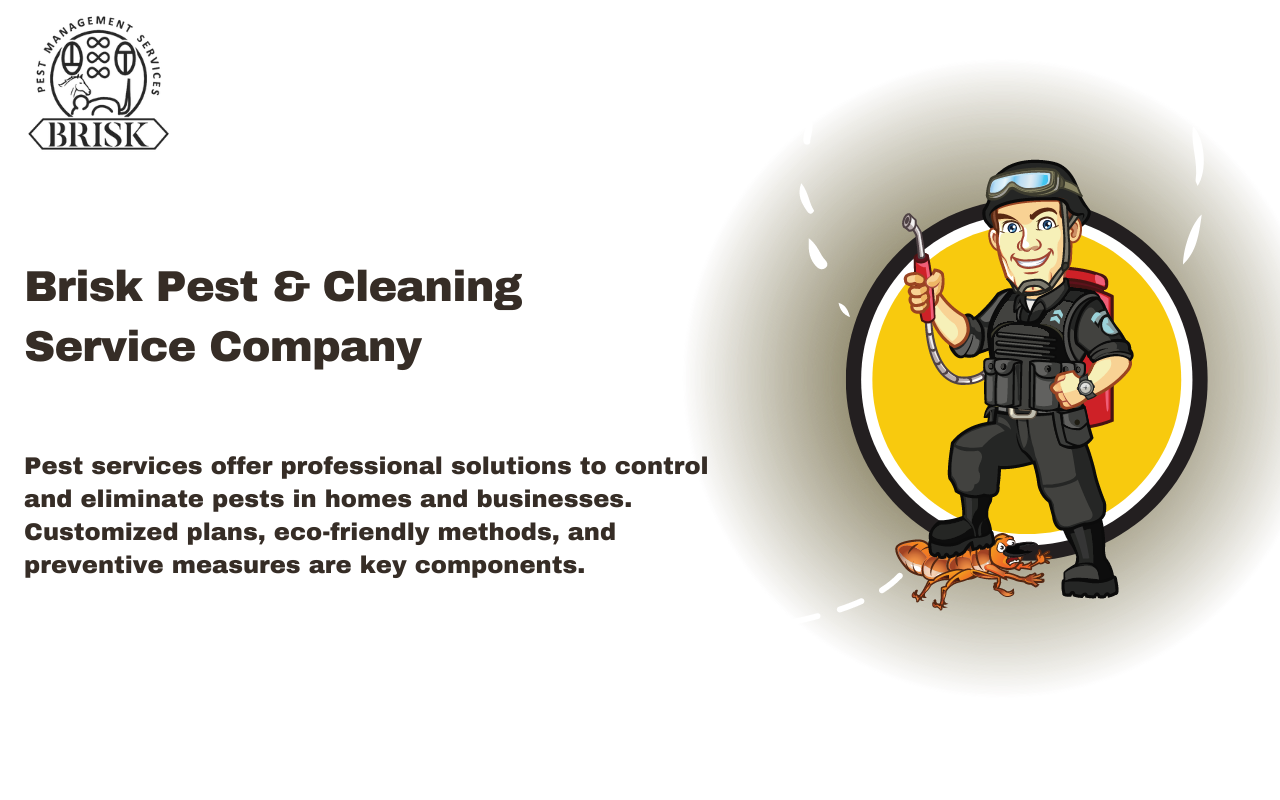 PEST MANAGEMENT SERVICES
BRISK
Brisk Pest & Cleaning
Service Company
Pest services offer professional solutions to control
and eliminate pests in homes and businesses.
Customized plans, eco-friendly methods, and
preventive measures are key components.